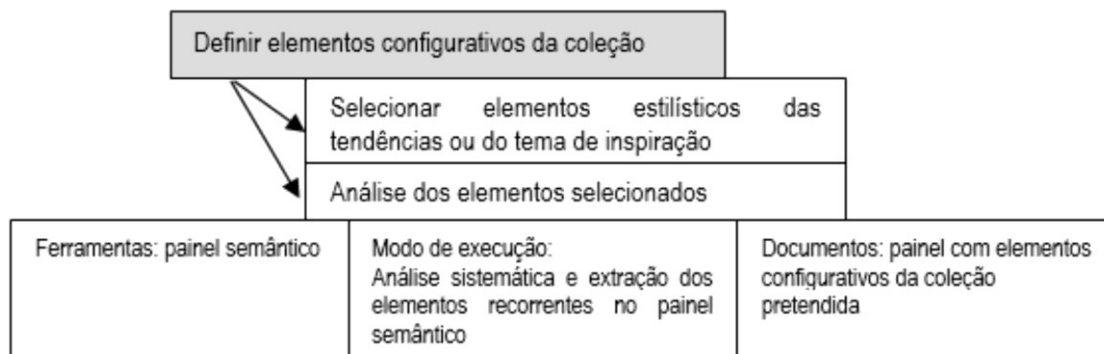 Definir elementos configurativos da coleção
Selecionar elementos estilísticos das
tendências ou do tema de inspiração
Análise dos elementos selecionados
Ferramentas: painel semântico
Modo de execução:
Análise sistemática e extração dos
elementos recorrentes no painel
semântico
Documentos: painel com elementos
configurativos da coleção
pretendida